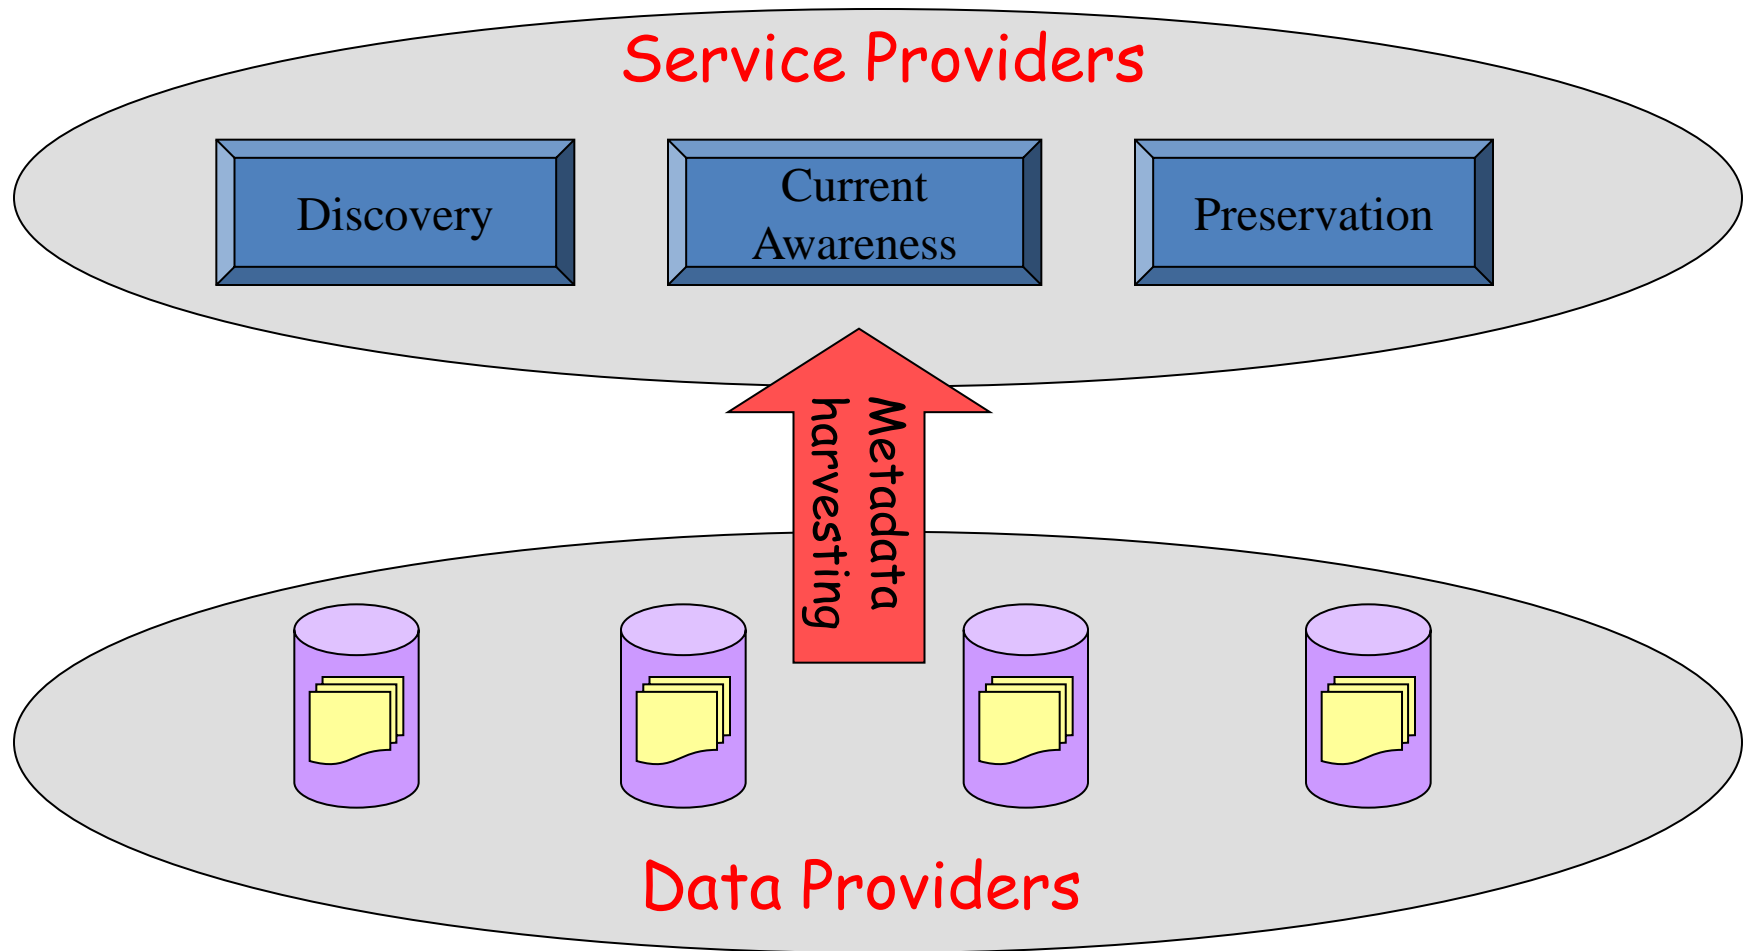 Service Providers
Discovery
Current
Awareness
Preservation
Metadata
harvesting
Data Providers